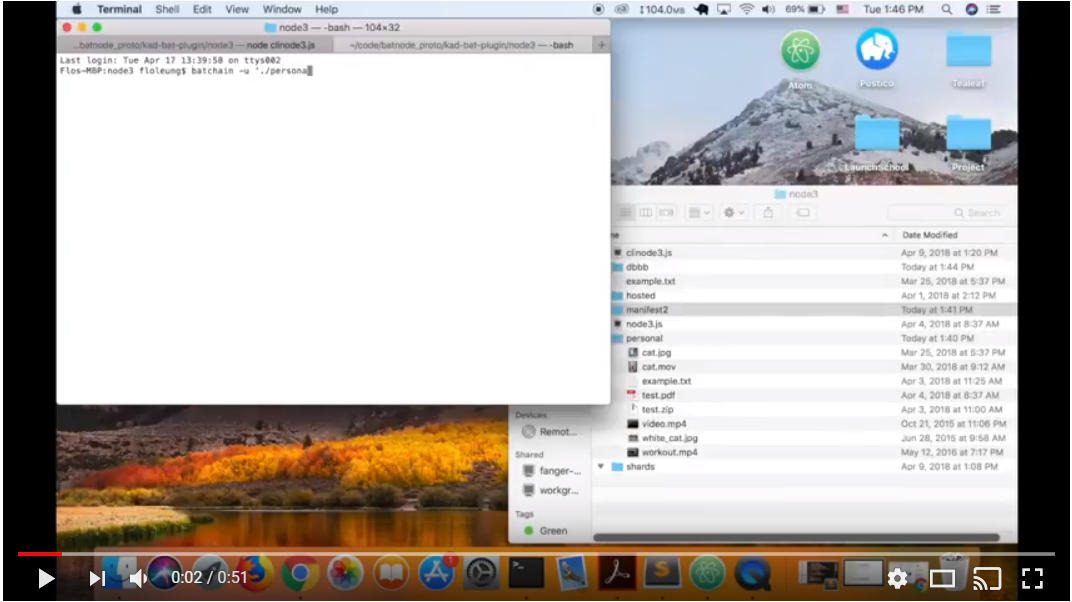 Terminal Shell Edit View Window Help
69% Tue 1:46 PM
node3 — -bash — 104×32
...batnode_proto/kad-bat-plugin/node3 — node clinode3.js
~/code/batnode_proto/kad-bat-plugin/node3 — -bash
+
Last login: Tue Apr 17 13:39:58 on ttys002
Flos-MBP:node3 floleung$ batchain -u './persona
Atom
Postico
Tealeaf
LaunchSchool
Project
node3
Search
Date Modified
clinode3.js Apr 9, 2018 at 1:20 PM
dbbb Today at 1:44 PM
example.txt Mar 25, 2018 at 5:37 PM
hosted Apr 1, 2018 at 2:12 PM
manifest2 Today at 1:41 PM
node3.js Apr 4, 2018 at 8:37 AM
personal Today at 1:40 PM
cat.jpg Mar 25, 2018 at 5:37 PM
cat.mov Mar 30, 2018 at 9:12 AM
example.txt Apr 3, 2018 at 11:25 AM
test.pdf Apr 4, 2018 at 8:37 AM
test.zip Apr 3, 2018 at 11:00 AM
video.mp4 Oct 21, 2015 at 11:06 PM
white_cat.jpg Jun 28, 2015 at 9:58 AM
workout.mp4 May 12, 2016 at 7:17 PM
shards Apr 9, 2018 at 1:08 PM
Devices
Remot...
Shared
fanger-...
workgr...
Tags
Green
0:02 / 0:51